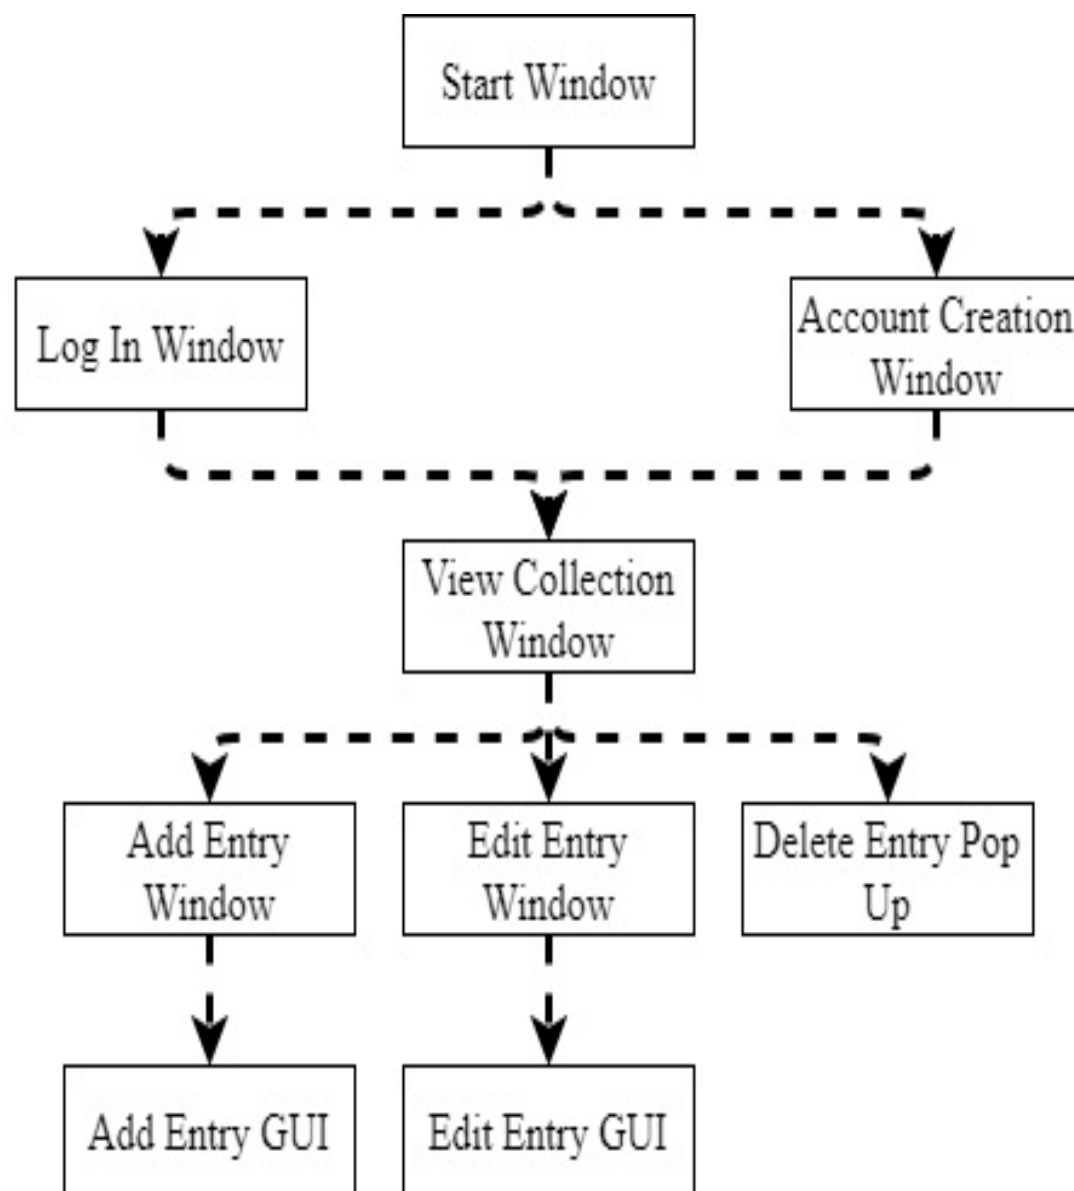 Start Window
Log In Window
Account Creation
Window
View Collection
Window
Add Entry
Window
Edit Entry
Window
Delete Entry Pop
Up
Add Entry GUI
Edit Entry GUI